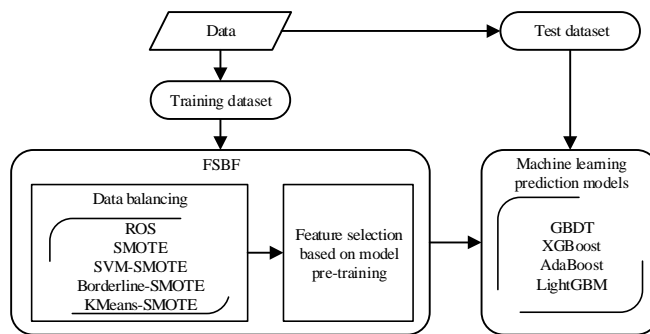 Data
Test dataset
Training dataset
FSBF
Data balancing
ROS
SMOTE
SVM-SMOTE
Borderline-SMOTE
KMeans-SMOTE
Feature selection
based on model
pre-training
Machine learning
prediction models
GBDT
XGBoost
AdaBoost
LightGBM